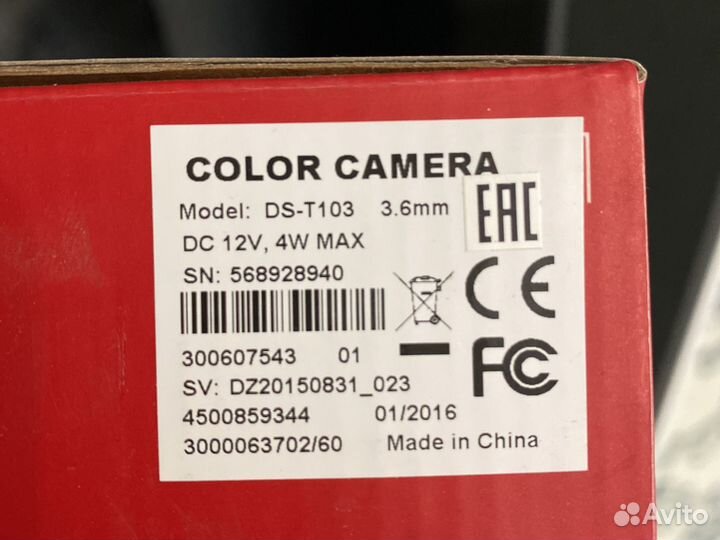 COLOR CAMERA
Model: DS-T103 3.6mm
EAC
DC 12V, 4W MAX
SN: 568928940
CE
300607543 01
FC
SV: DZ20150831_023
4500859344 01/2016
3000063702/60 Made in China
Avito